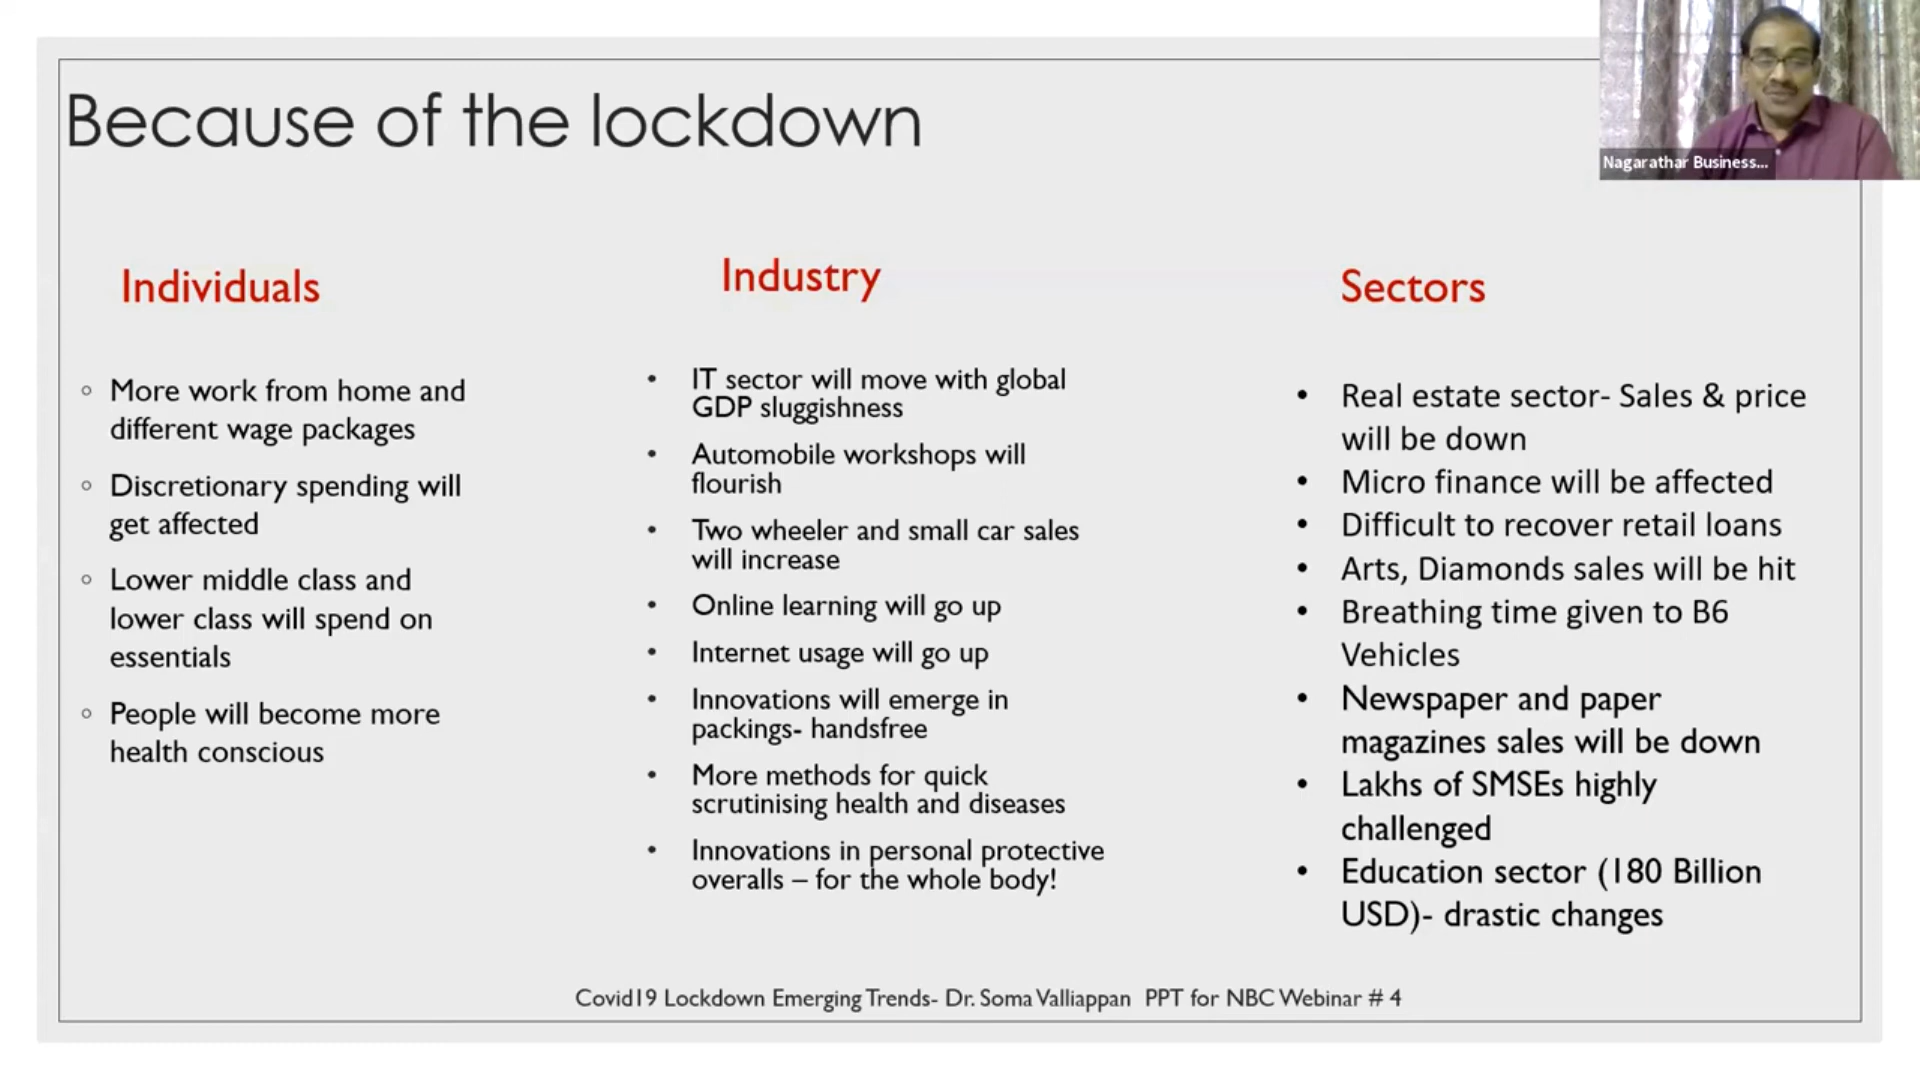 Because of the lockdown
Nagarathar Business...
Individuals
More work from home and
different wage packages
Discretionary spending will
get affected
Lower middle class and
lower class will spend on
essentials
People will become more
health conscious
Industry
IT sector will move with global
GDP sluggishness
Automobile workshops will
flourish
Two wheeler and small car sales
will increase
Online learning will go up
Internet usage will go up
Innovations will emerge in
packings- handsfree
More methods for quick
scrutinising health and diseases
Innovations in personal protective
overalls – for the whole body!
Sectors
Real estate sector- Sales & price
will be down
Micro finance will be affected
Difficult to recover retail loans
Arts, Diamonds sales will be hit
Breathing time given to B6
Vehicles
Newspaper and paper
magazines sales will be down
Lakhs of SMSEs highly
challenged
Education sector (180 Billion
USD)- drastic changes
Covid19 Lockdown Emerging Trends- Dr. Soma Valliappan PPT for NBC Webinar # 4